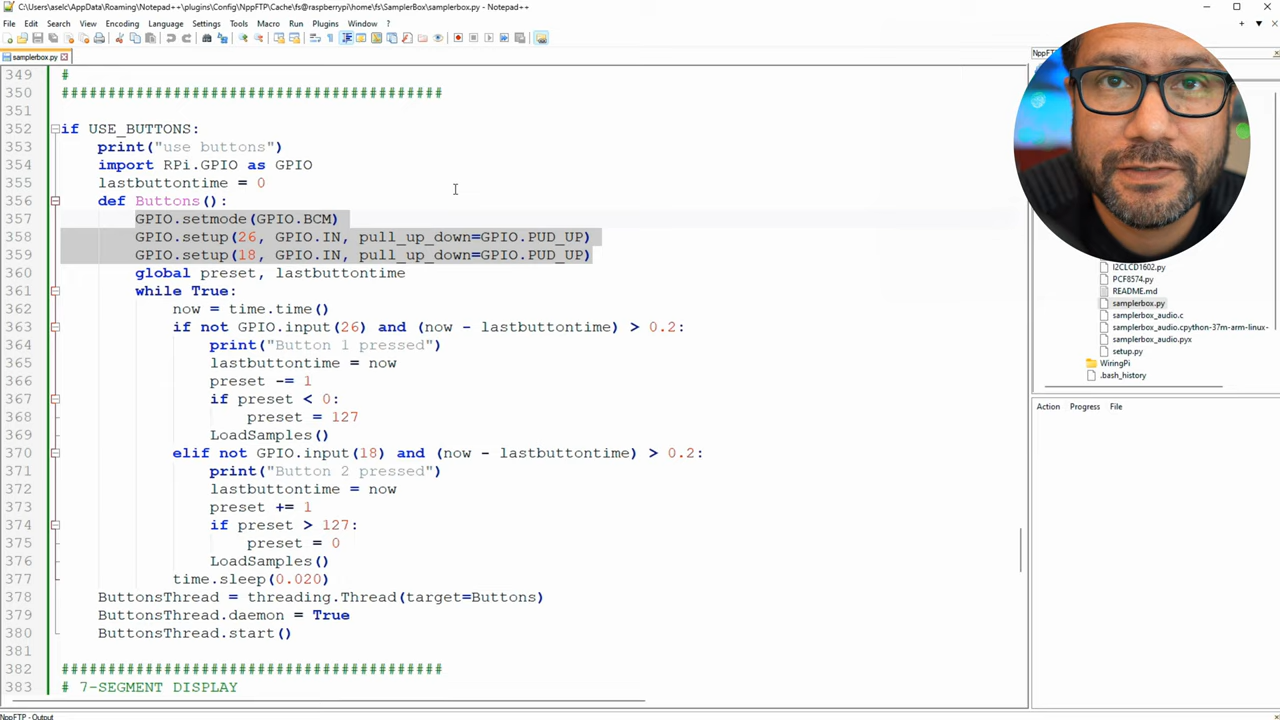 C:\Users\aselc\AppData\Roaming\Notepad++\plugins\Config\NppFTP\Cache\fs@raspberrypi\home\fs\SamplerBox\samplerbox.py - Notepad++
File Edit Search View Encoding Language Settings Tools Macro Run Plugins Window ?
samplerbox.py
349 #
350 #########################################
351
352 if USE_BUTTONS:
353 print("use buttons")
354 import RPi.GPIO as GPIO
355 lastbuttontime = 0
356 def Buttons():
357 GPIO.setmode(GPIO.BCM)
358 GPIO.setup(26, GPIO.IN, pull_up_down=GPIO.PUD_UP)
359 GPIO.setup(18, GPIO.IN, pull_up_down=GPIO.PUD_UP)
360 global preset, lastbuttontime
361 while True:
362 now = time.time()
363 if not GPIO.input(26) and (now - lastbuttontime) > 0.2:
364 print("Button 1 pressed")
365 lastbuttontime = now
366 preset -= 1
367 if preset < 0:
368 preset = 127
369 LoadSamples()
370 elif not GPIO.input(18) and (now - lastbuttontime) > 0.2:
371 print("Button 2 pressed")
372 lastbuttontime = now
373 preset += 1
374 if preset > 127:
375 preset = 0
376 LoadSamples()
377 time.sleep(0.020)
378 ButtonsThread = threading.Thread(target=Buttons)
379 ButtonsThread.daemon = True
380 ButtonsThread.start()
381
382 #########################################
383 # 7-SEGMENT DISPLAY
I2CLCD1602.py
PCF8574.py
README.md
samplerbox.py
samplerbox_audio.c
samplerbox_audio.cpython-37m-arm-linux-
samplerbox_audio.pyx
setup.py
WiringPi
.bash_history
Action Progress File
NppFTP - Output